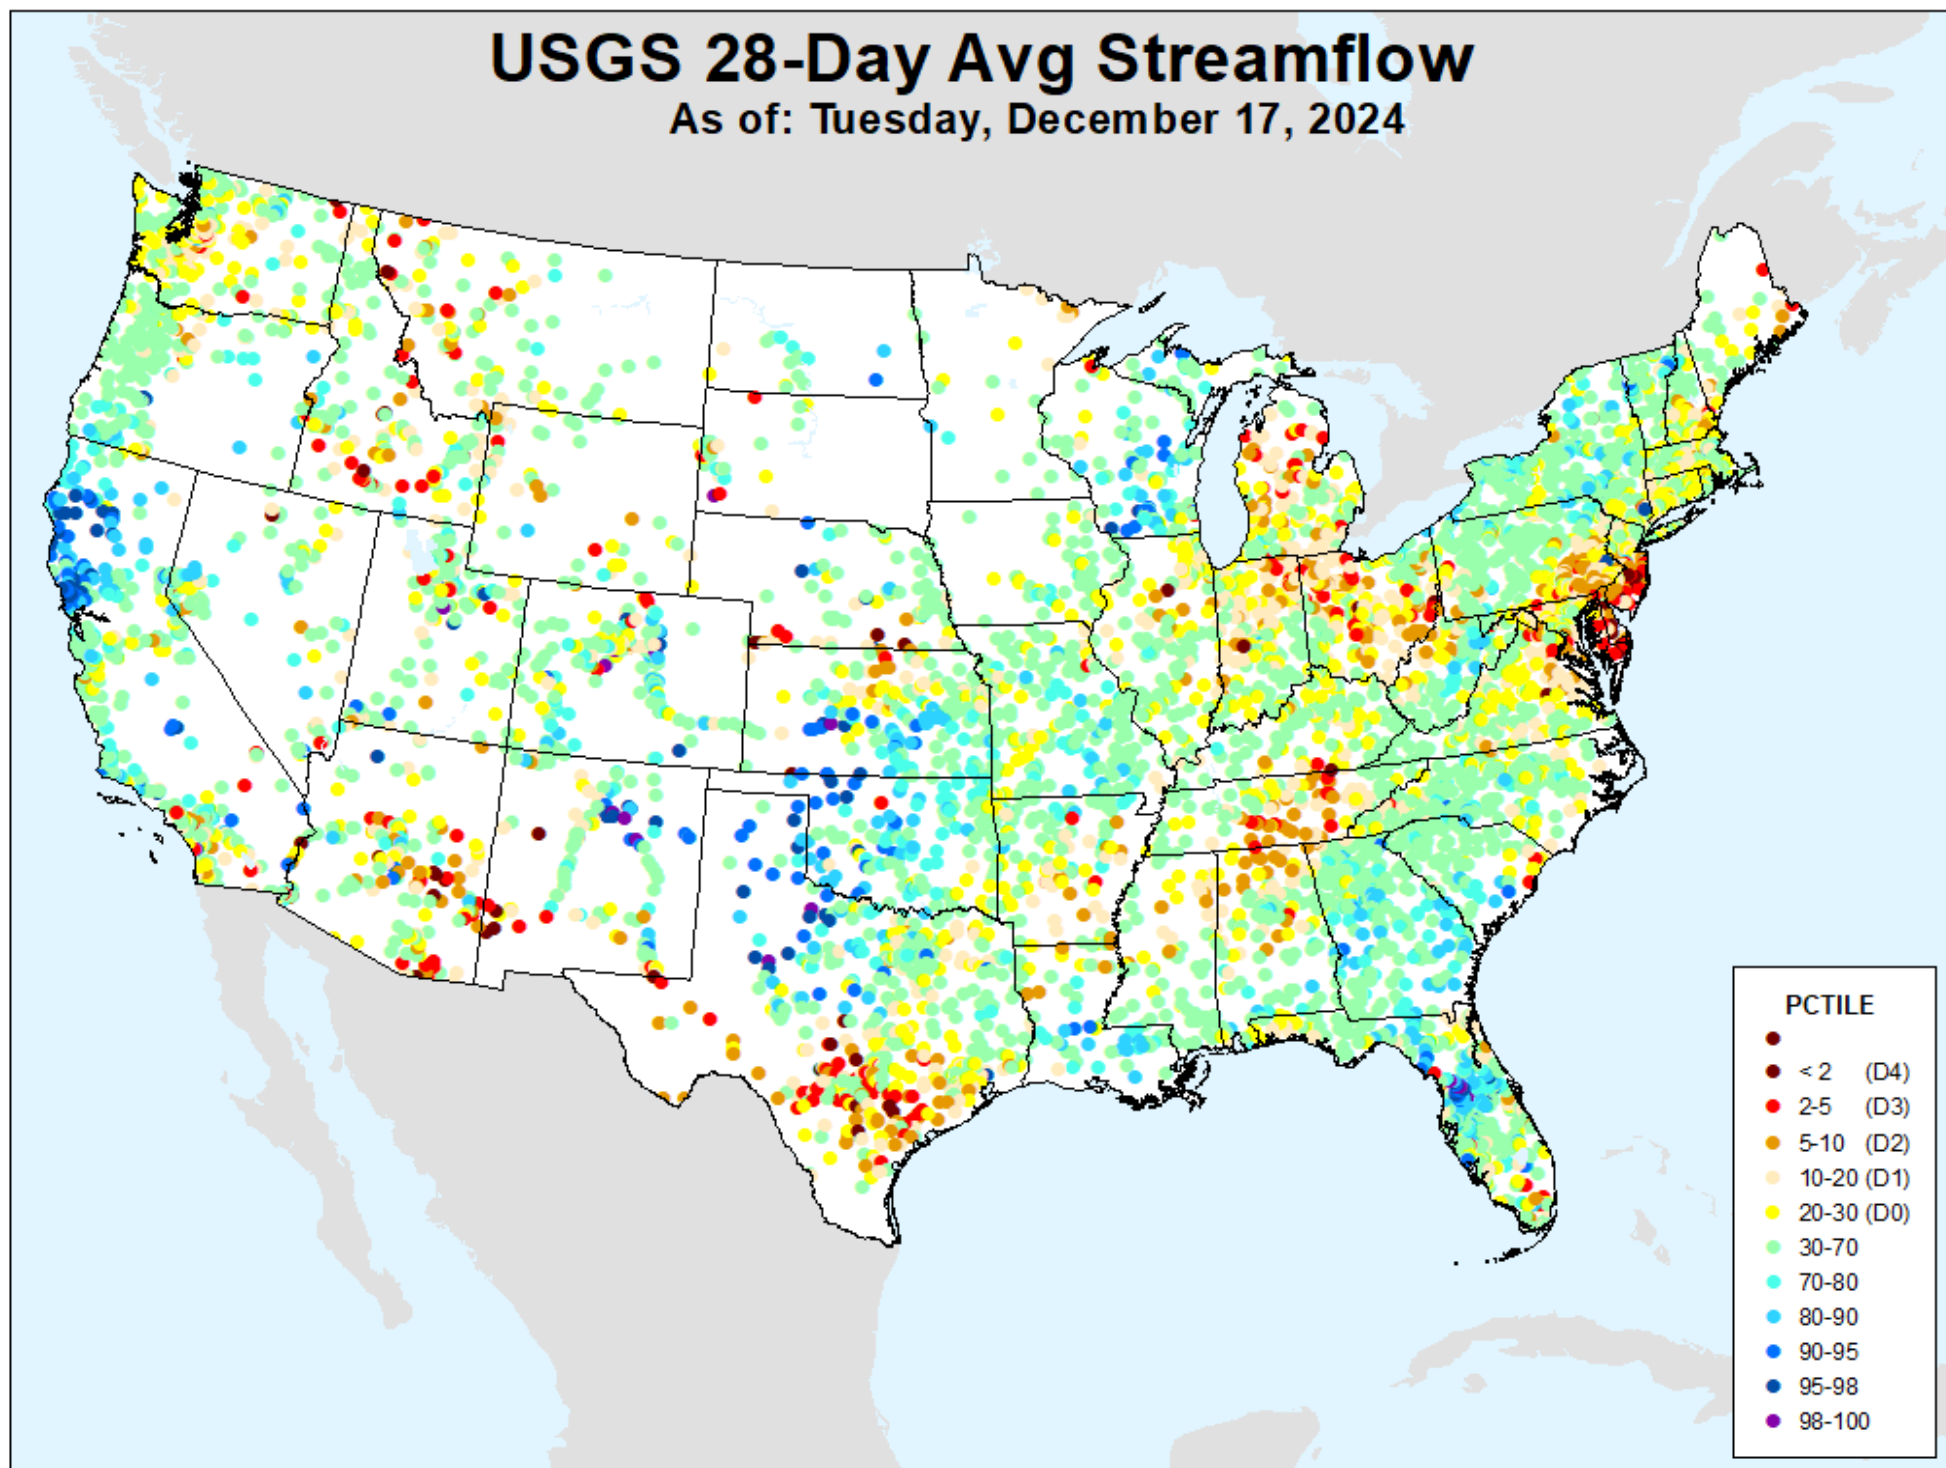 USGS 28-Day Avg Streamflow
As of: Tuesday, December 17, 2024
PCTILE
< 2 (D4)
2-5 (D3)
5-10 (D2)
10-20 (D1)
20-30 (D0)
30-70
70-80
80-90
90-95
95-98
98-100